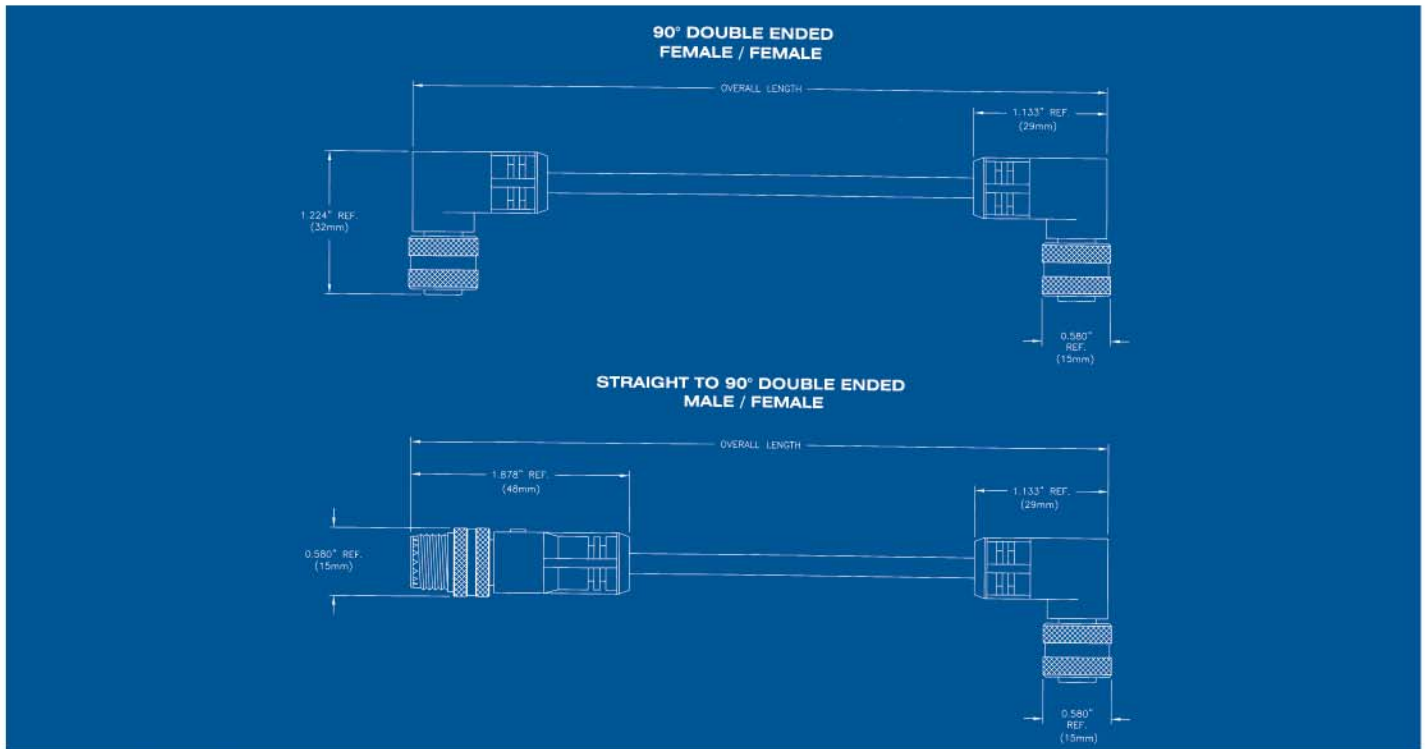 90° DOUBLE ENDED
FEMALE / FEMALE
OVERALL LENGTH
1.133" REF.
(29mm)
1.224" REF.
(32mm)
0.580"
REF.
(15mm)
STRAIGHT TO 90° DOUBLE ENDED
MALE / FEMALE
OVERALL LENGTH
1.878" REF.
(48mm)
1.133" REF.
(29mm)
0.580" REF.
(15mm)
0.580"
REF.
(15mm)